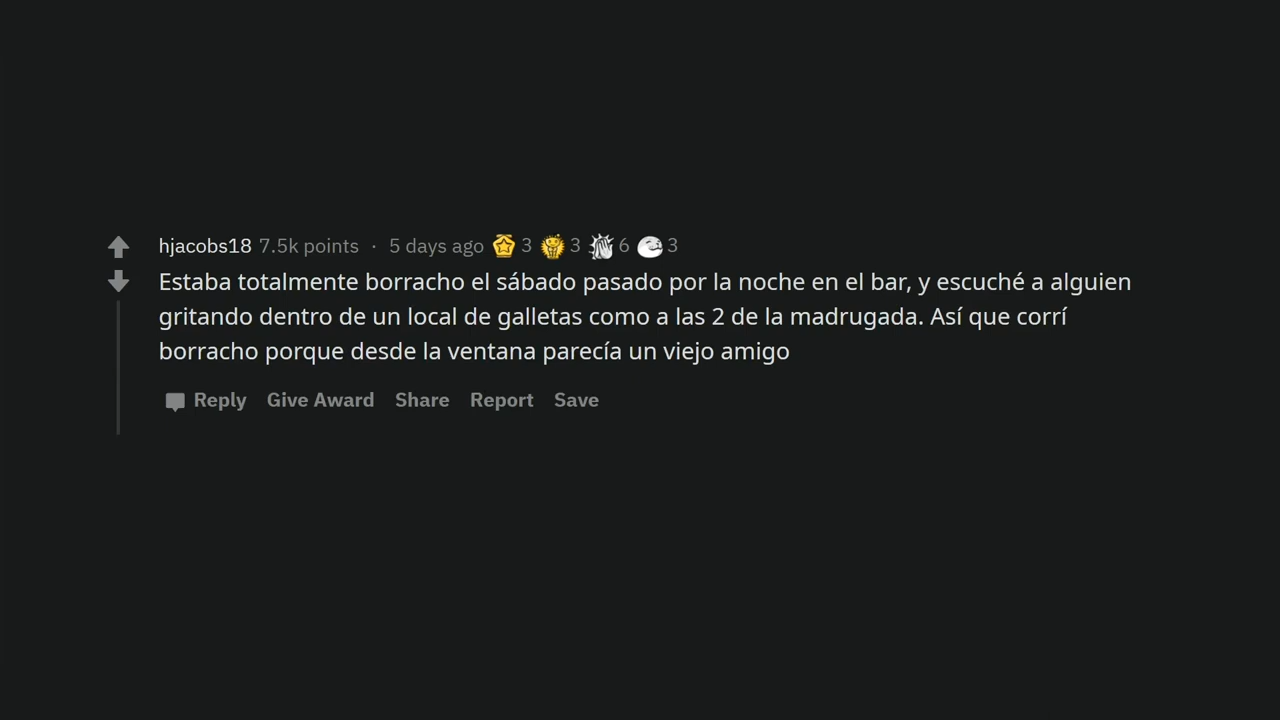 hjacobs18 7.5k points · 5 days ago 3 3 6 3
Estaba totalmente borracho el sábado pasado por la noche en el bar, y escuché a alguien
gritando dentro de un local de galletas como a las 2 de la madrugada. Así que corrí
borracho porque desde la ventana parecía un viejo amigo
Reply Give Award Share Report Save